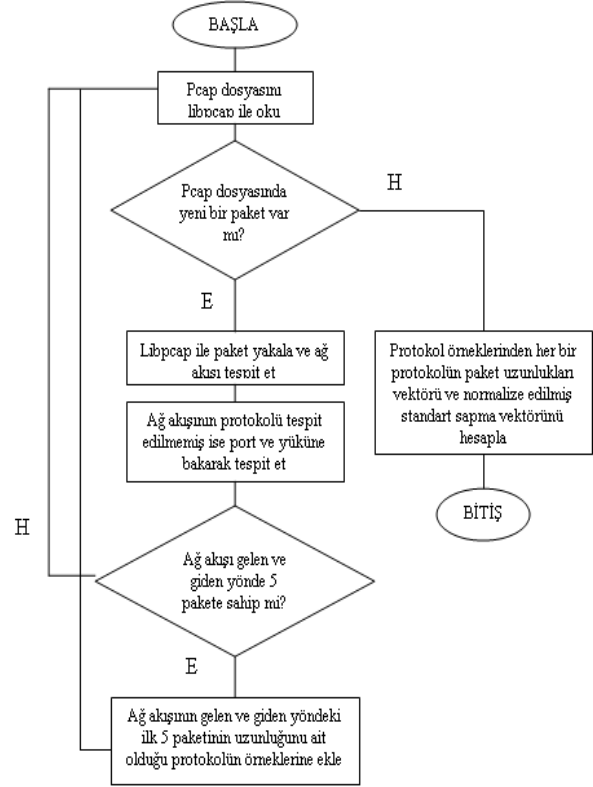 BAŞLA
Pcap dosyasını
libpcap ile oku
Pcap dosyasında
yeni bir paket var
mı?
H
E
Libpcap ile paket yakala ve ağ
akışı tespit et
Protokol örneklerinden her bir
protokolün paket uzunlukları
vektörü ve normalize edilmiş
standart sapma vektörünü
hesapla
Ağ akışının protokolü tespit
edilmemiş ise port ve yüküne
bakarak tespit et
BİTİŞ
H
Ağ akışı gelen ve
giden yönde 5
pakete sahip mi?
E
Ağ akışının gelen ve giden yöndeki
ilk 5 paketinin uzunluğunu ait
olduğu protokolün örneklerine ekle